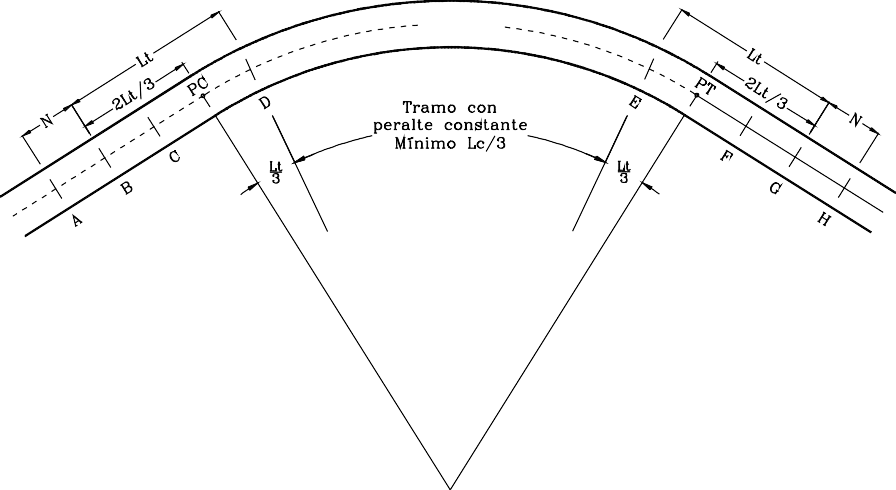 Lt
Lt
2Lt/3
PC
PT
2Lt/3
N
N
D
E
Tramo con
peralte constante
Mínimo Lc/3
A
B
C
Lt
3
Lt
3
F
G
H